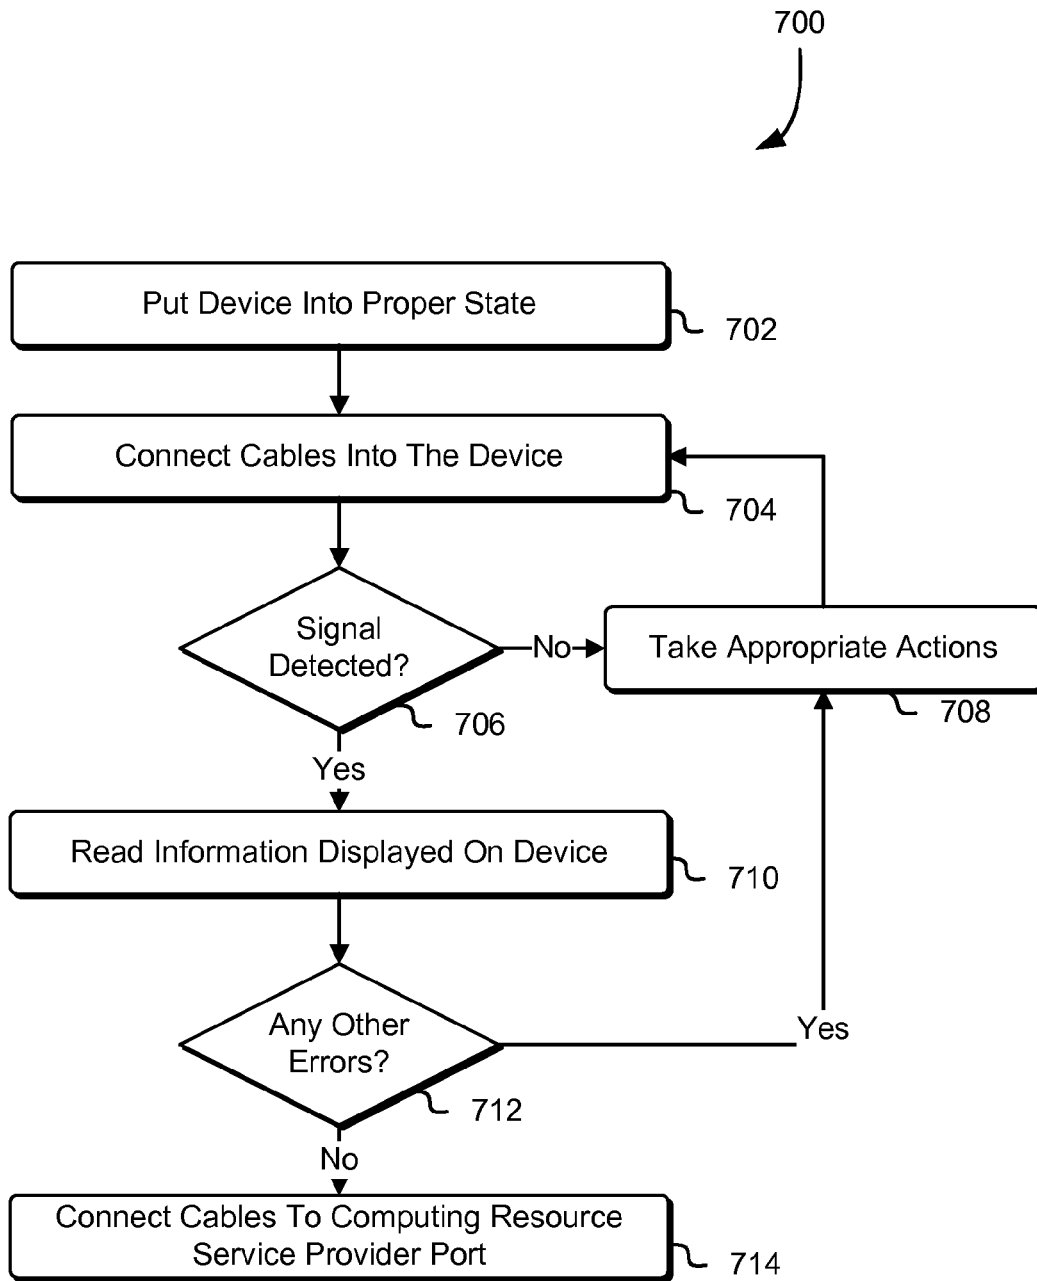 700
Put Device Into Proper State
702
Connect Cables Into The Device
704
Signal
Detected?
No
Take Appropriate Actions
706
708
Yes
Read Information Displayed On Device
710
Any Other
Errors?
Yes
712
No
Connect Cables To Computing Resource
Service Provider Port
714